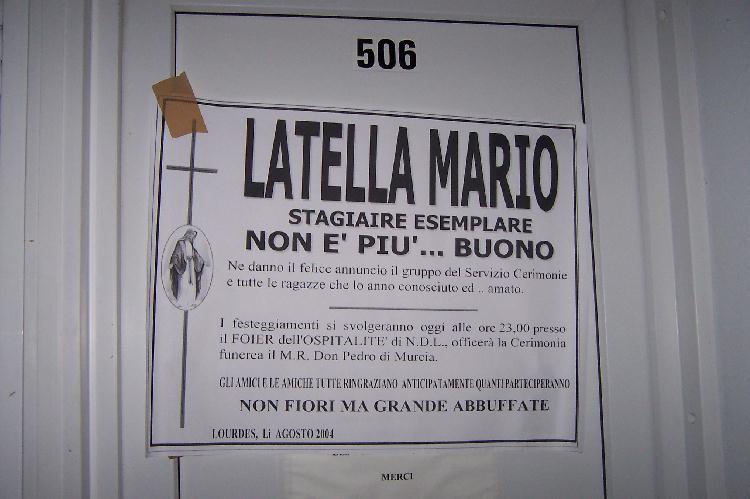 506
LATELLA MARIO
STAGIAIRE ESEMPLARE
NON E' PIU'... BUONO
Ne danno il felice annuncio il gruppo del Servizio Cerimonie
e tutte le ragazze che lo anno conosciuto ed .. amato.
I festeggiamenti si svolgeranno oggi alle ore 23,00 presso
il FOIER dell'OSPITALITE' di N.D.L., officerà la Cerimonia
funerea il M.R. Don Pedro di Murcia.
GLI AMICI E LE AMICHE TUTTE RINGRAZIANO ANTICIPATAMENTE QUANTI PARTECIPERANNO
NON FIORI MA GRANDE ABBUFFATE
LOURDES, Lì AGOSTO 2004
MERCI